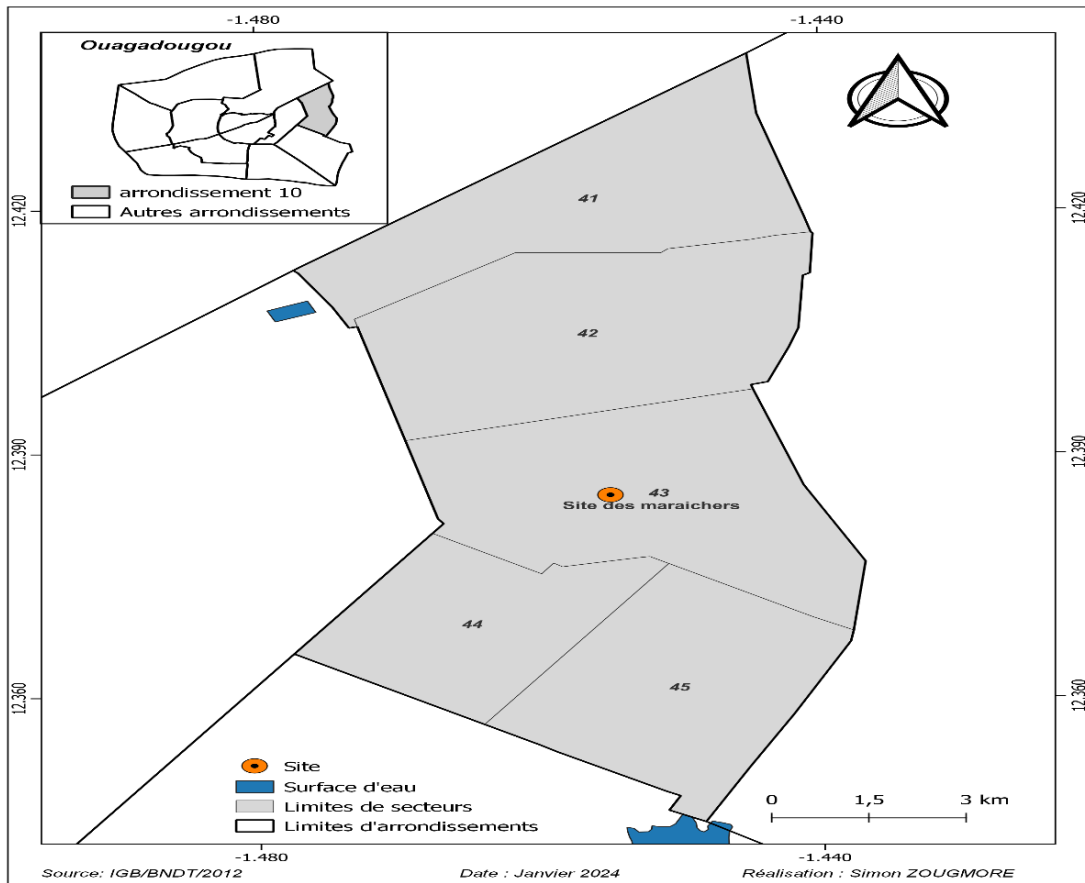 -1.480 -1.440
Ouagadougou
arrondissement 10
Autres arrondissements
12.420 12.420
41
42
12.390 12.390
43
Site des maraichers
44
45
12.360 12.360
Site
Surface d'eau
Limites de secteurs
Limites d'arrondissements
0 1,5 3 km
-1.480 -1.440
Source: IGB/BNDT/2012 Date : Janvier 2024 Réalisation : Simon ZOUGMORE